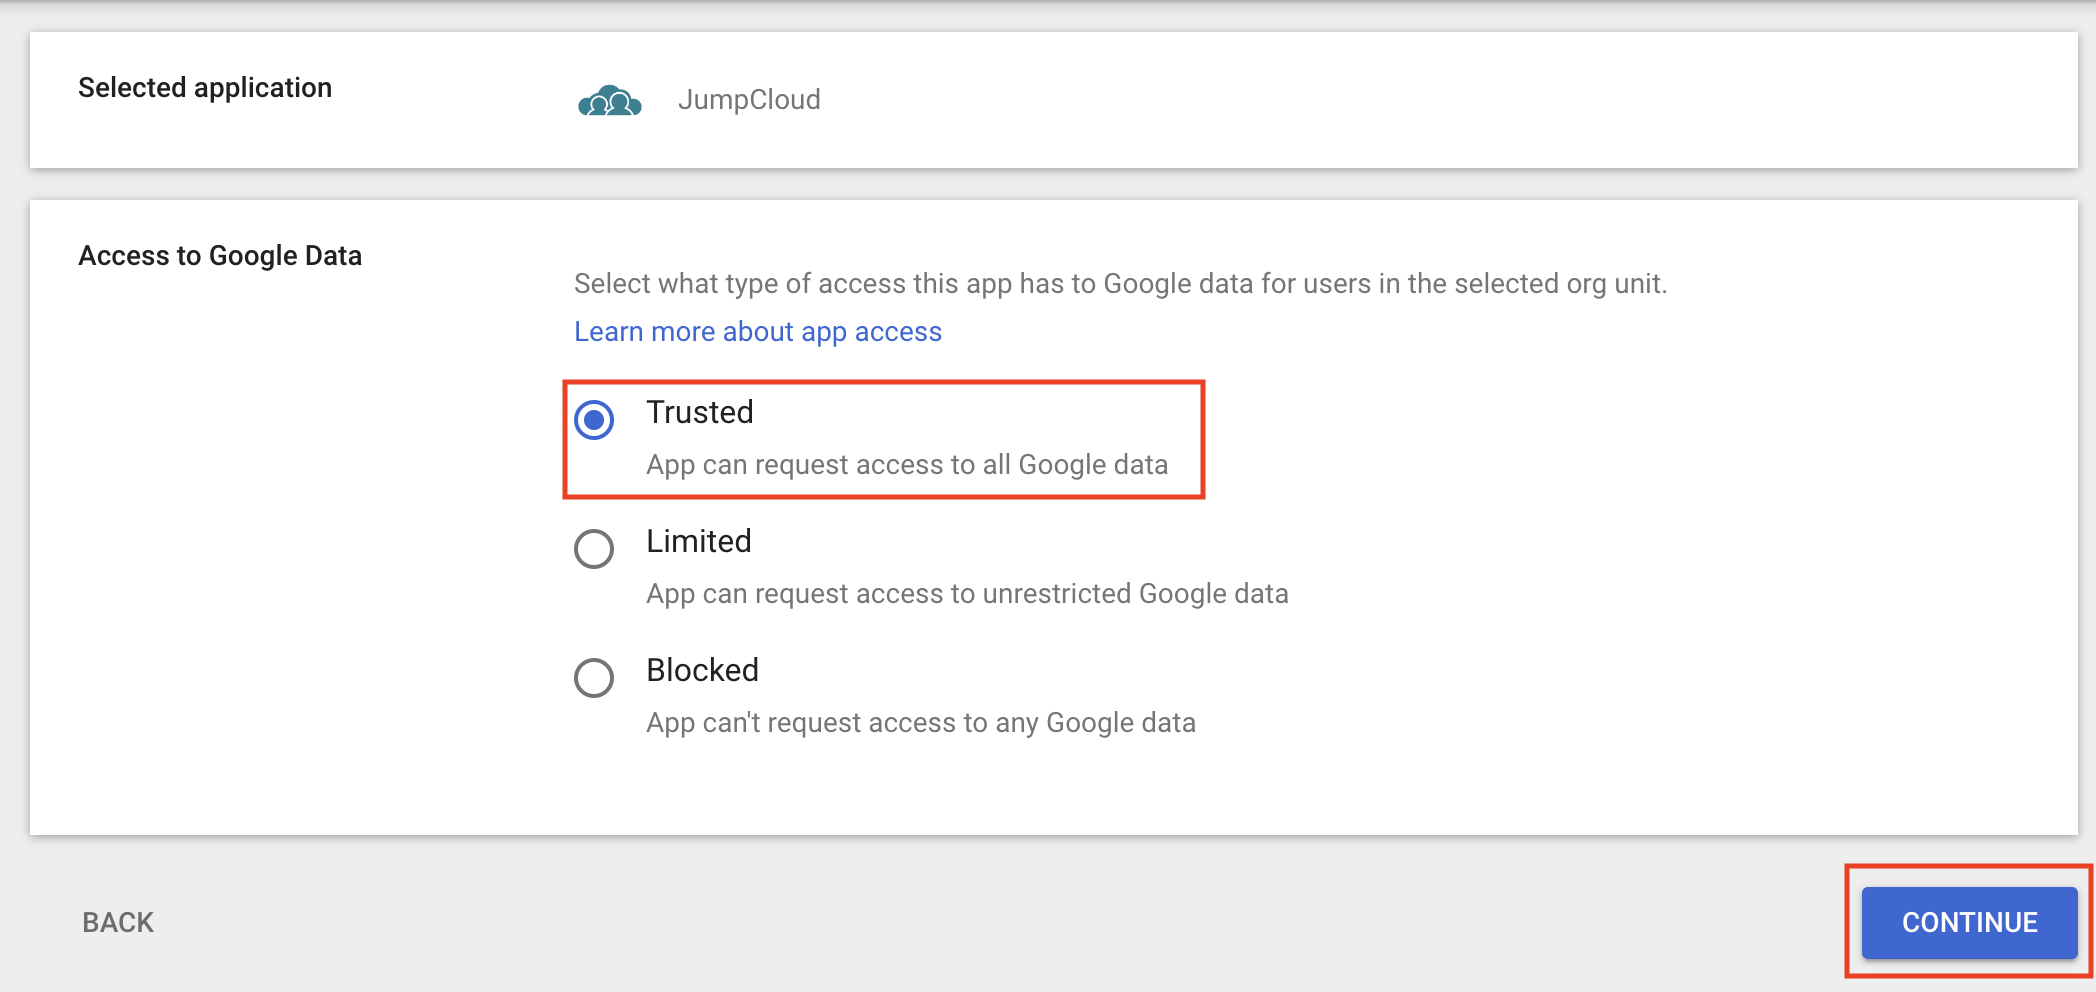 Selected application
JumpCloud
Access to Google Data
Select what type of access this app has to Google data for users in the selected org unit.
Learn more about app access
Trusted
App can request access to all Google data
Limited
App can request access to unrestricted Google data
Blocked
App can't request access to any Google data
BACK
CONTINUE